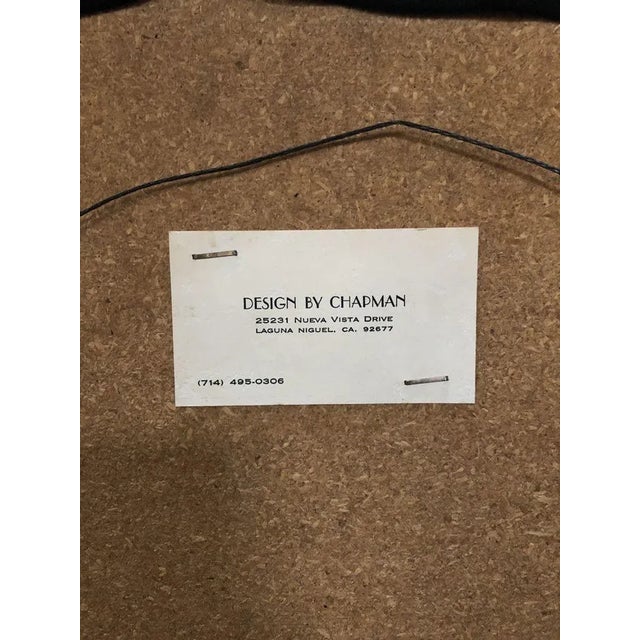 DESIGN BY CHAPMAN
25231 NUEVA VISTA DRIVE
LAGUNA NIGUEL, CA. 92677
(714) 495-0306